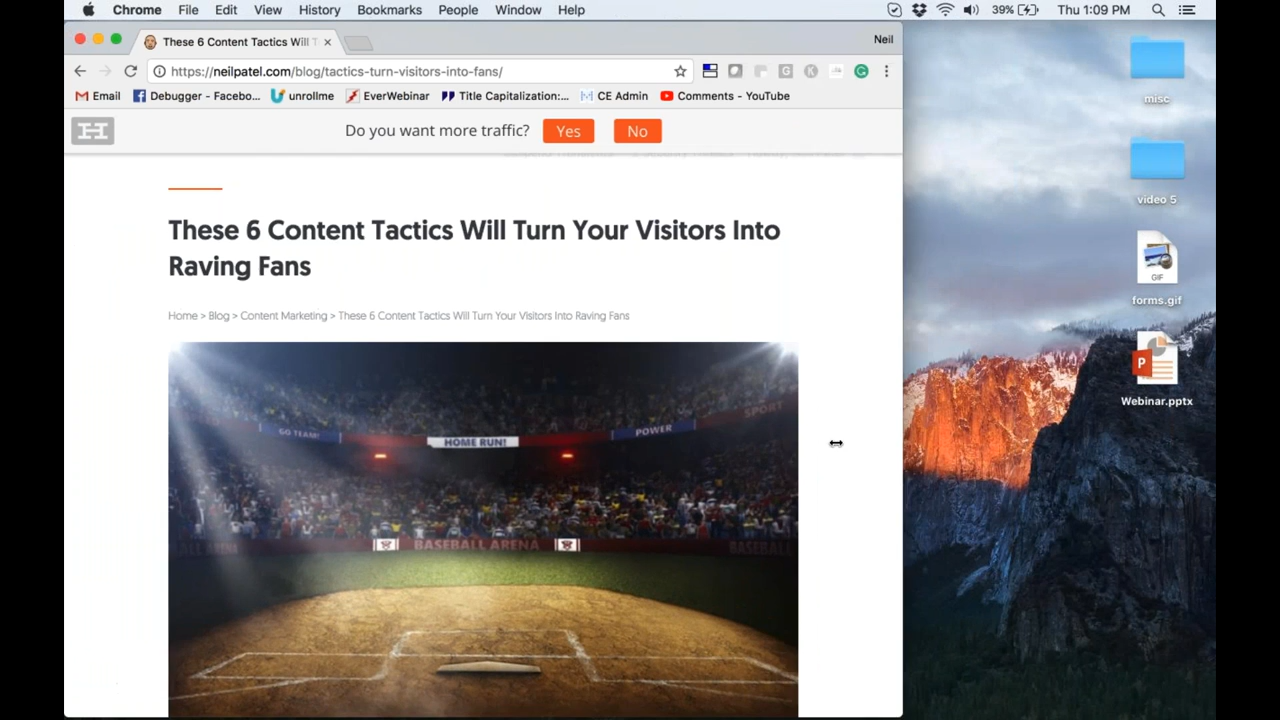 Chrome File Edit View History Bookmarks People Window Help 39% Thu 1:09 PM
These 6 Content Tactics Will T
Neil
https://neilpatel.com/blog/tactics-turn-visitors-into-fans/
Email Debugger - Facebo... unrollme EverWebinar Title Capitalization:... CE Admin Comments - YouTube
misc
Do you want more traffic? Yes No
video 5
These 6 Content Tactics Will Turn Your Visitors Into
Raving Fans
GIF
forms.gif
Home > Blog > Content Marketing > These 6 Content Tactics Will Turn Your Visitors Into Raving Fans
P
Webinar.pptx
SPORT
GO TEAM! HOME RUN! POWER
BASEBALL ARENA
BASEBALL